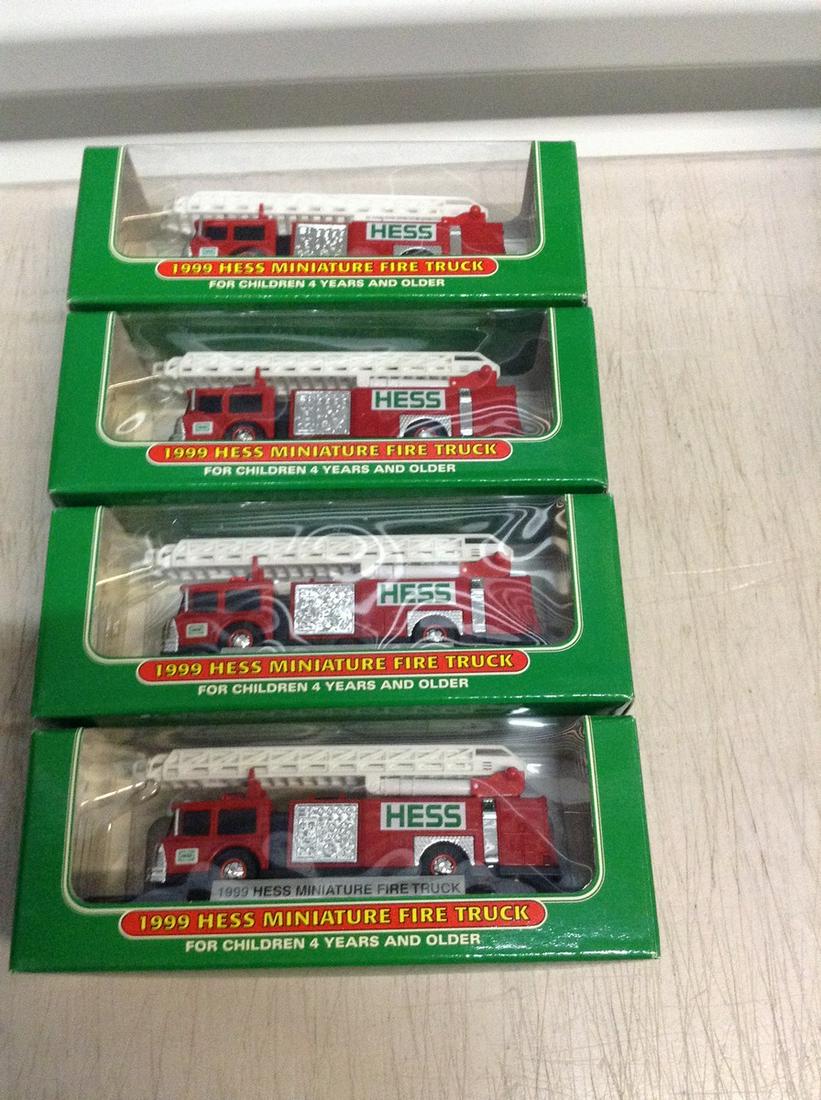 HESS
1999 HESS MINIATURE FIRE TRUCK
FOR CHILDREN 4 YEARS AND OLDER
HESS
1999 HESS MINIATURE FIRE TRUCK
FOR CHILDREN 4 YEARS AND OLDER
HESS
1999 HESS MINIATURE FIRE TRUCK
FOR CHILDREN 4 YEARS AND OLDER
HESS
1999 HESS MINIATURE FIRE TRUCK
1999 HESS MINIATURE FIRE TRUCK
FOR CHILDREN 4 YEARS AND OLDER